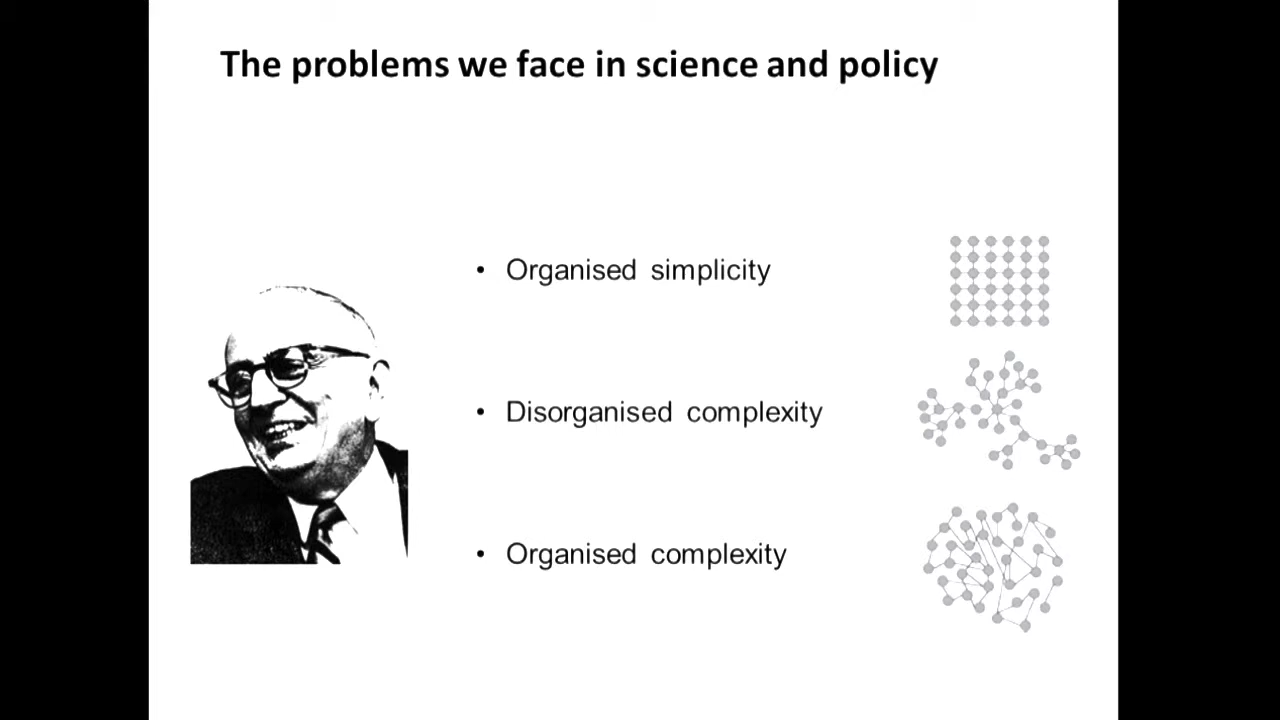 The problems we face in science and policy
• Organised simplicity
• Disorganised complexity
• Organised complexity